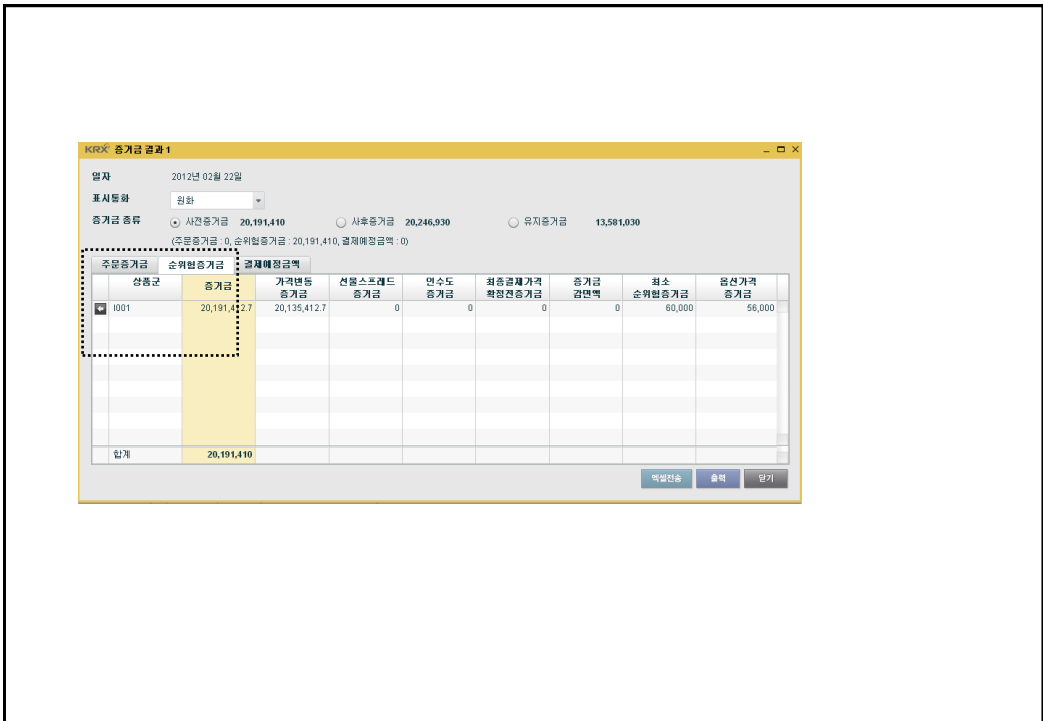 KRX 증거금 결과 1
일자 2012년 02월 22일
표시통화 원화
증거금 종류 사전증거금 20,191,410 사후증거금 20,246,930 유지증거금 13,581,030
(주문증거금 : 0, 순위험증거금 : 20,191,410, 결제예정금액 : 0)
주문증거금 순위험증거금 결제예정금액
상품군 증거금 가격변동 증거금 선물스프레드 증거금 인수도 증거금 최종결제가격 확정전증거금 증거금 감면액 최소 순위험증거금 옵션가격 증거금
I001 20,191,412.7 20,135,412.7 0 0 0 0 60,000 56,000
합계 20,191,410
엑셀전송 출력 닫기